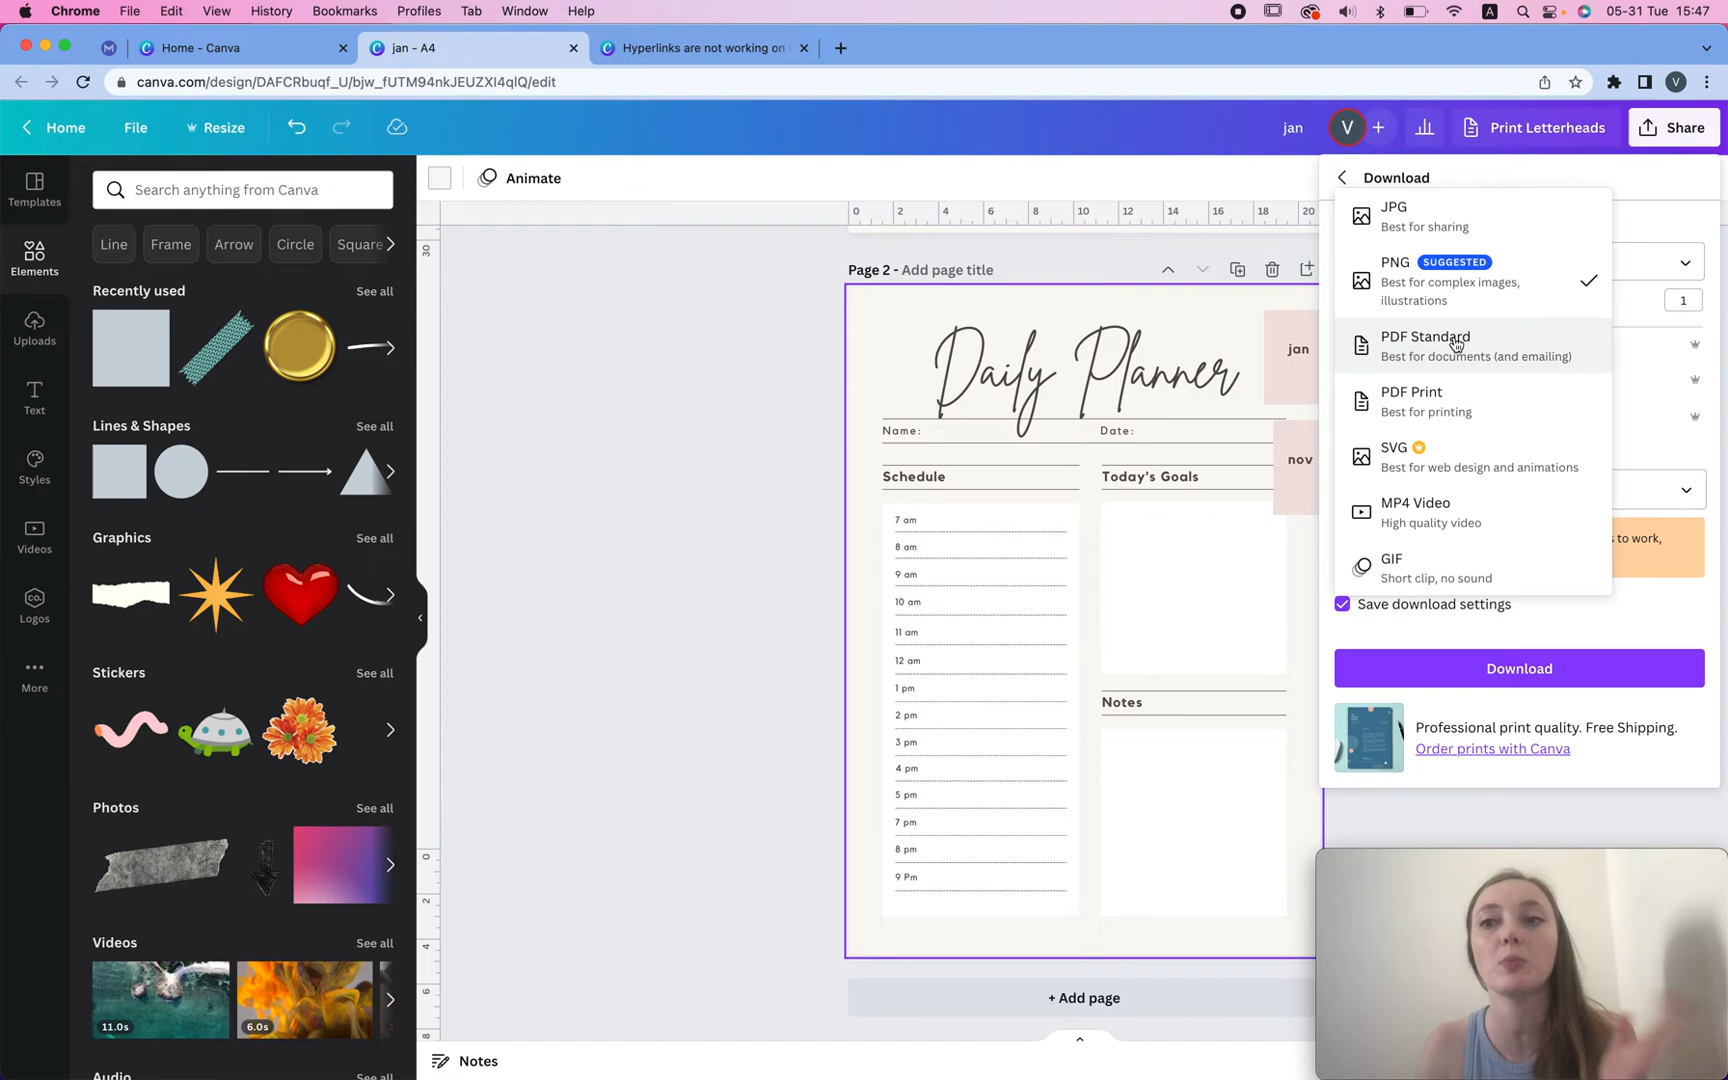 Chrome File Edit View History Bookmarks Profiles Tab Window Help
A
05-31 Tue 15:47
Home - Canva
jan - A4
Hyperlinks are not working on
canva.com/design/DAFCRbuqf_U/bjw_fUTM94nkJEUZXl4qlQ/edit
V
Home
File
Resize
jan
V
Print Letterheads
Share
Templates
Elements
Uploads
Text
Styles
Videos
CO.
Logos
More
Search anything from Canva
Line
Frame
Arrow
Circle
Square
Recently used
See all
Lines & Shapes
See all
Graphics
See all
Stickers
See all
Photos
See all
Videos
See all
11.0s
6.0s
Audio
See all
Animate
0 2 4 6 8 10 12 14 16 18 20
30
0
2
4
6
8
Page 2 - Add page title
Daily Planner
jan
nov
Name:
Date:
Schedule
Today's Goals
7 am
8 am
9 am
10 am
11 am
12 am
1 pm
2 pm
3 pm
4 pm
5 pm
7 pm
8 pm
9 Pm
Notes
+ Add page
Notes
Download
JPG
Best for sharing
PNG SUGGESTED
Best for complex images,
illustrations
1
PDF Standard
Best for documents (and emailing)
PDF Print
Best for printing
SVG
Best for web design and animations
MP4 Video
High quality video
s to work,
GIF
Short clip, no sound
Save download settings
Download
Professional print quality. Free Shipping.
Order prints with Canva